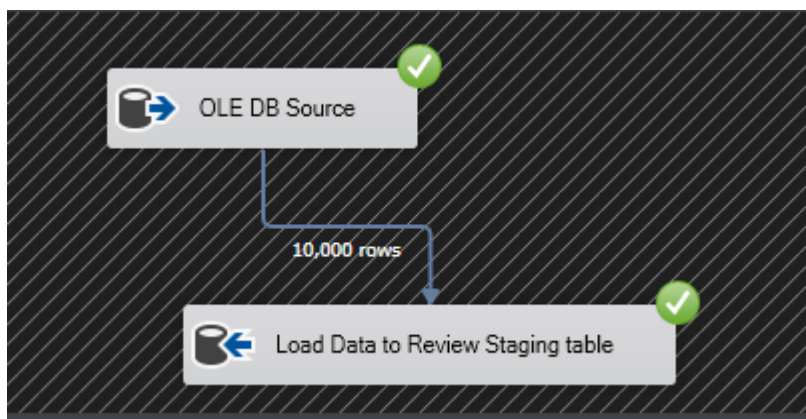 OLE DB Source
10,000 rows
Load Data to Review Staging table